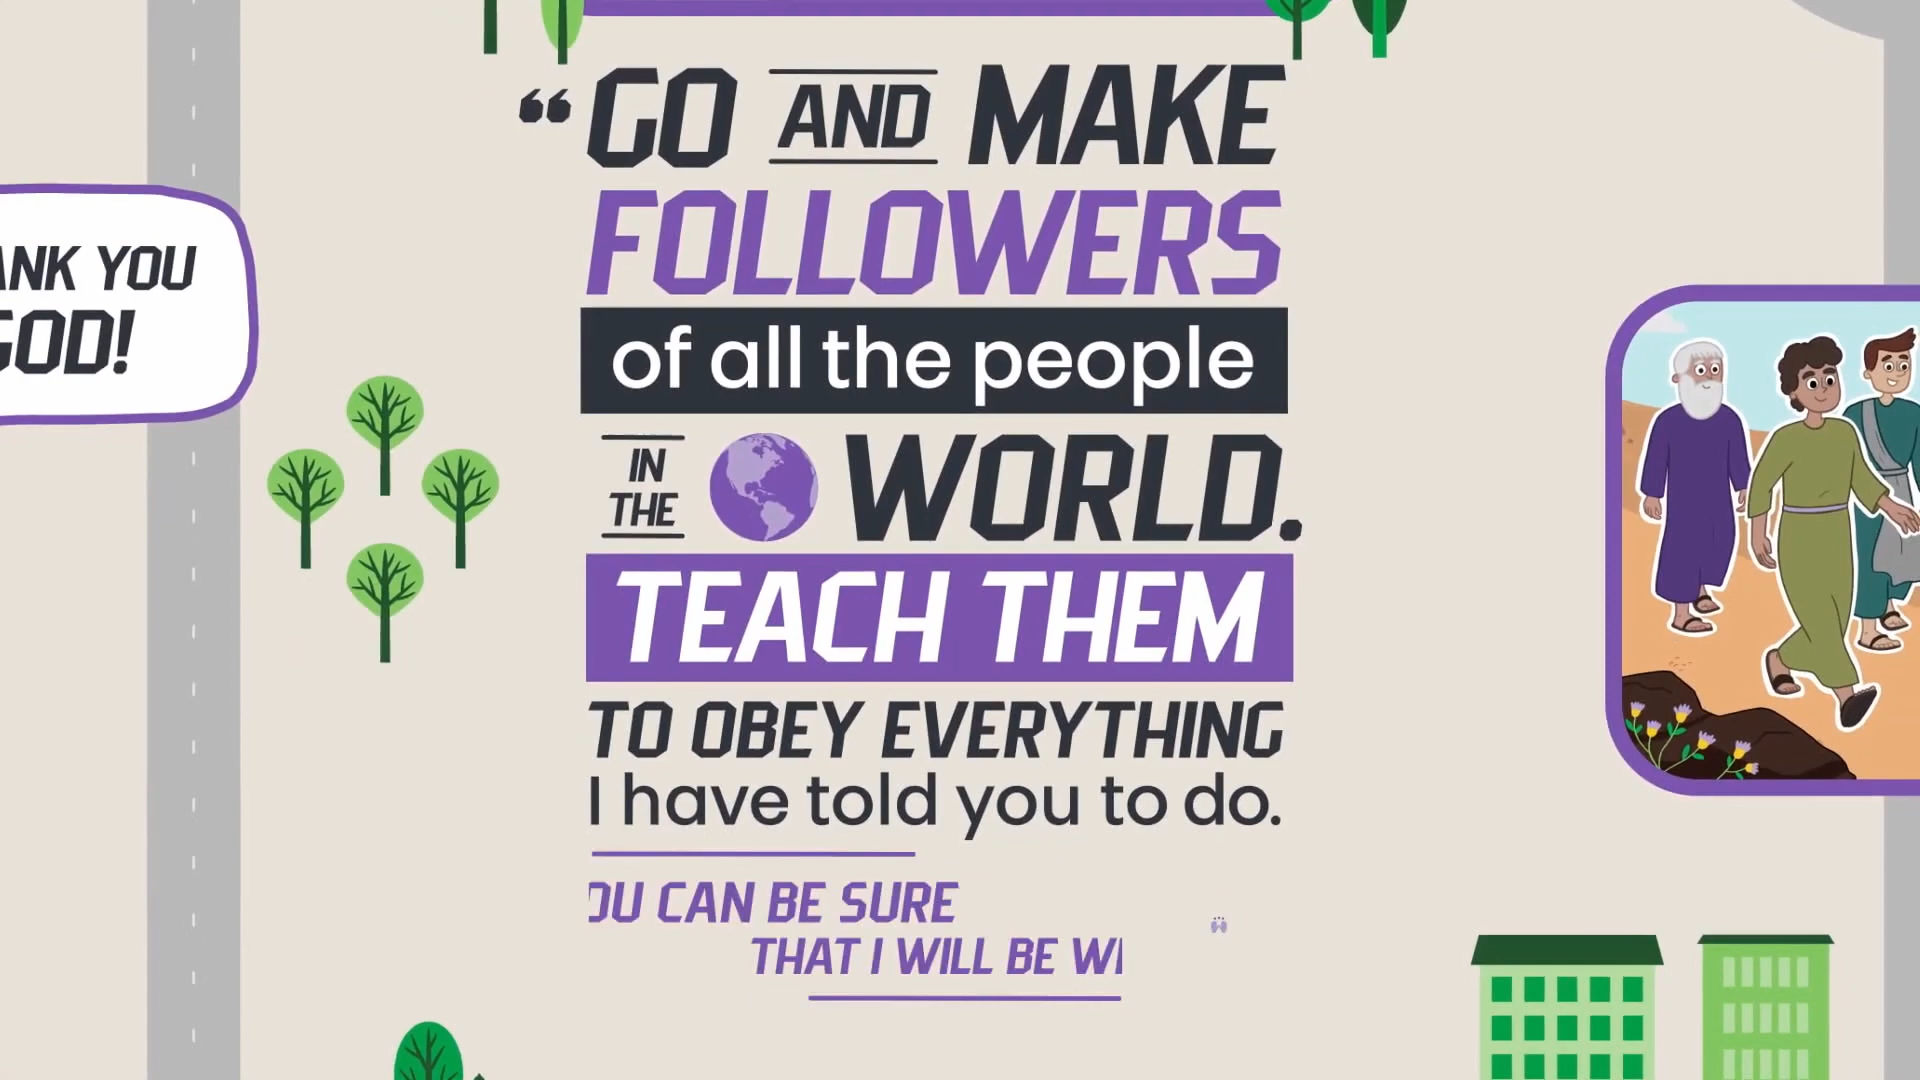 “GO AND MAKE
FOLLOWERS
of all the people
IN
THE
WORLD.
TEACH THEM
TO OBEY EVERYTHING
I have told you to do.
OU CAN BE SURE
THAT I WILL BE WI
ANK YOU
GOD!